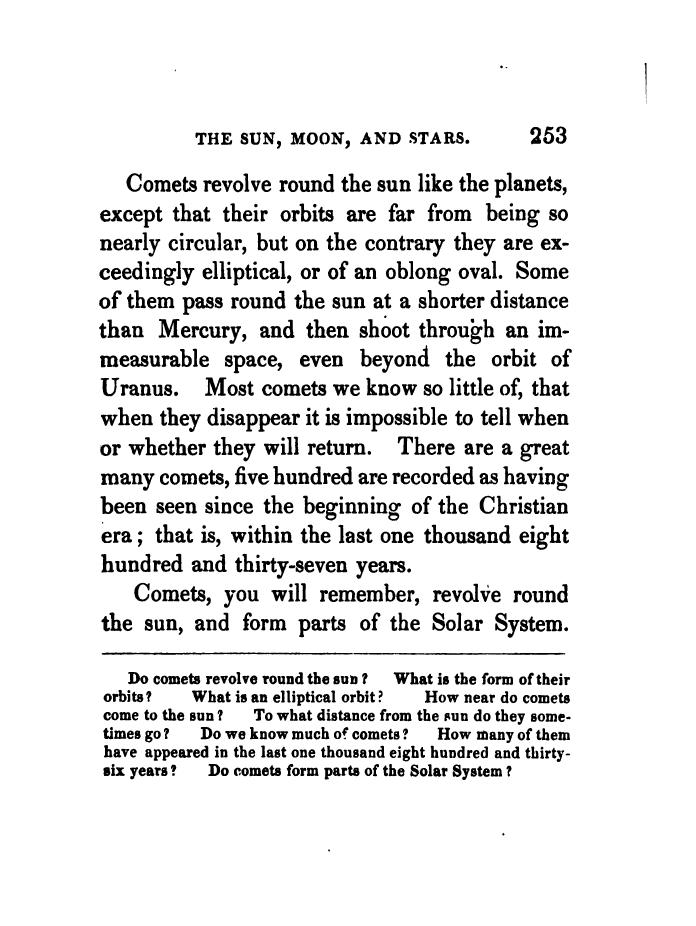 THE SUN, MOON, AND STARS. 253
Comets revolve round the sun like the planets,
except that their orbits are far from being so
nearly circular, but on the contrary they are ex-
ceedingly elliptical, or of an oblong oval. Some
of them pass round the sun at a shorter distance
than Mercury, and then shoot through an im-
measurable space, even beyond the orbit of
Uranus. Most comets we know so little of, that
when they disappear it is impossible to tell when
or whether they will return. There are a great
many comets, five hundred are recorded as having
been seen since the beginning of the Christian
era; that is, within the last one thousand eight
hundred and thirty-seven years.
Comets, you will remember, revolve round
the sun, and form parts of the Solar System.
Do comets revolve round the sun? What is the form of their
orbits? What is an elliptical orbit? How near do comets
come to the sun? To what distance from the sun do they some-
times go? Do we know much of comets? How many of them
have appeared in the last one thousand eight hundred and thirty-
six years? Do comets form parts of the Solar System?